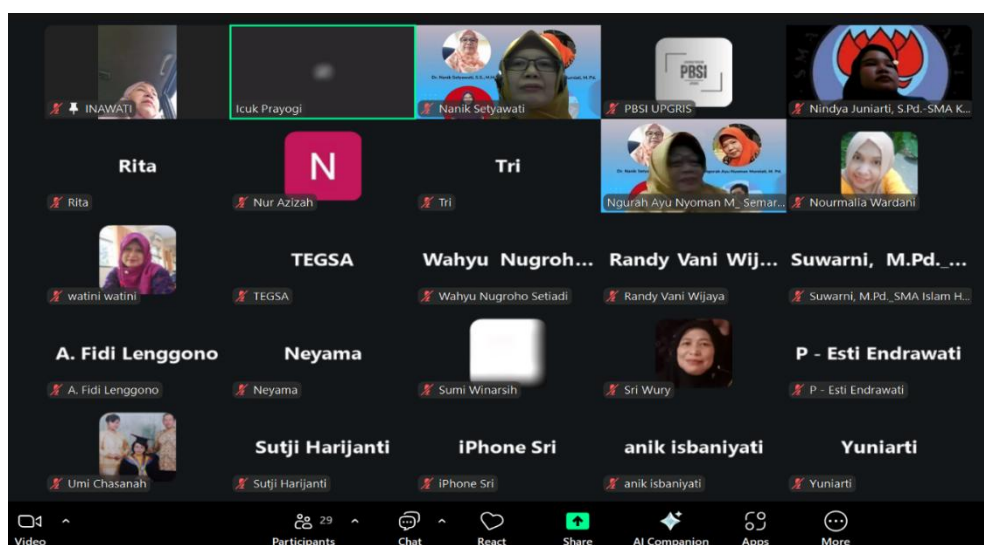 INAWATI
Icuk Prayogi
Nanik Setyawati
PBSI
PBSI UPGRIS
Nindya Juniarti, S.Pd.-SMA K...
Rita
Rita
N
Nur Azizah
Tri
Tri
Ngurah Ayu Nyoman M_ Semar...
Nourmalia Wardani
watini watini
TEGSA
TEGSA
Wahyu Nugroh...
Wahyu Nugroho Setiadi
Randy Vani Wij...
Randy Vani Wijaya
Suwarni, M.Pd._...
Suwarni, M.Pd._SMA Islam H...
A. Fidi Lenggono
A. Fidi Lenggono
Neyama
Neyama
Sumi Winarsih
Sri Wury
P - Esti Endrawati
P - Esti Endrawati
Umi Chasanah
Sutji Harijanti
Sutji Harijanti
iPhone Sri
iPhone Sri
anik isbaniyati
anik isbaniyati
Yuniarti
Yuniarti
29
Video
Participants
Chat
React
Share
AI Companion
Apps
More